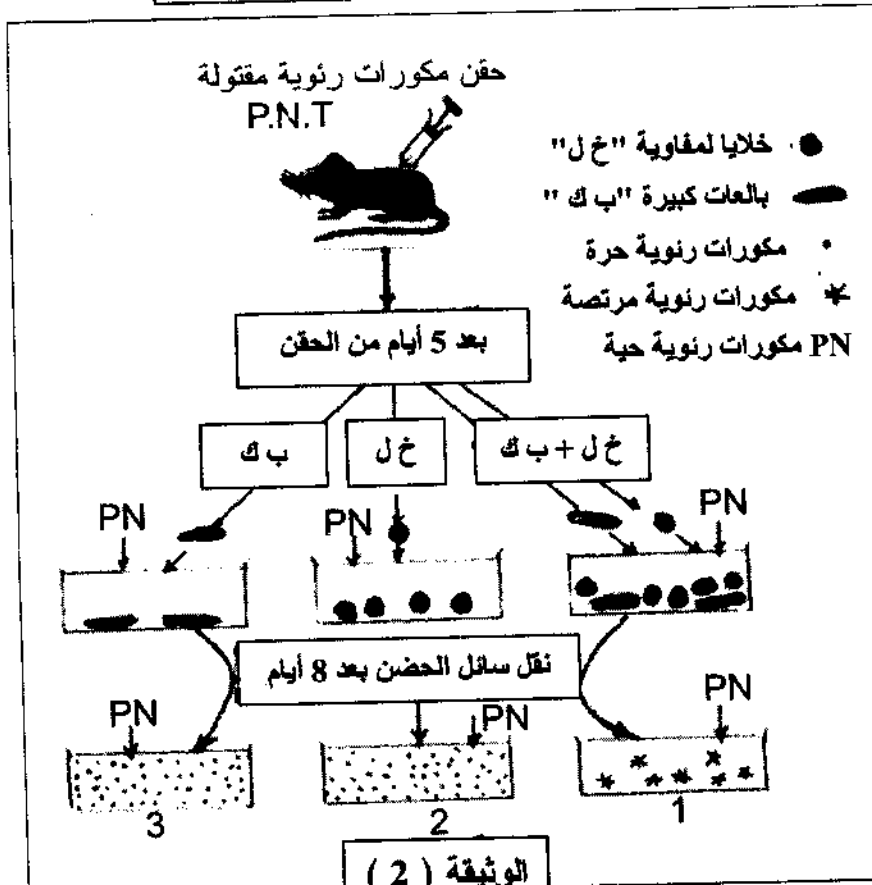 حقن مكورات رئوية مقتولة
P.N.T
خلايا لمفاوية "خ ل"
بالعات كبيرة "ب ك"
مكورات رئوية حرة
مكورات رئوية مرتصة
PN مكورات رئوية حية
بعد 5 أيام من الحقن
خ ل + ب ك
خ ل
ب ك
PN
PN
PN
نقل سائل الحضن بعد 8 أيام
PN
PN
PN
1
2
3
الوثيقة ( 2 )